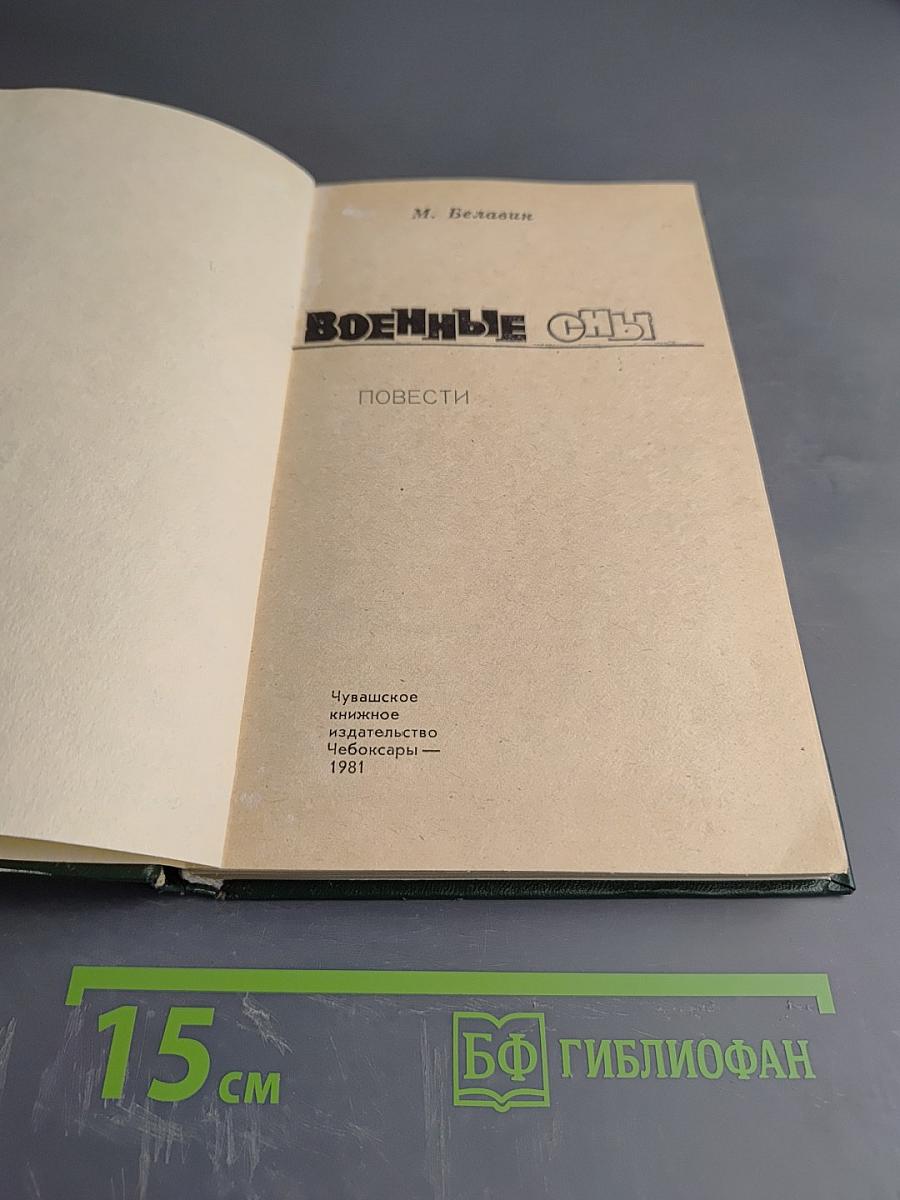 М. Белавин
ВОЕННЫЕ СНЫ
ПОВЕСТИ
Чувашское
книжное
издательство
Чебоксары —
1981
15 см
БФ ГИБЛИОФАН